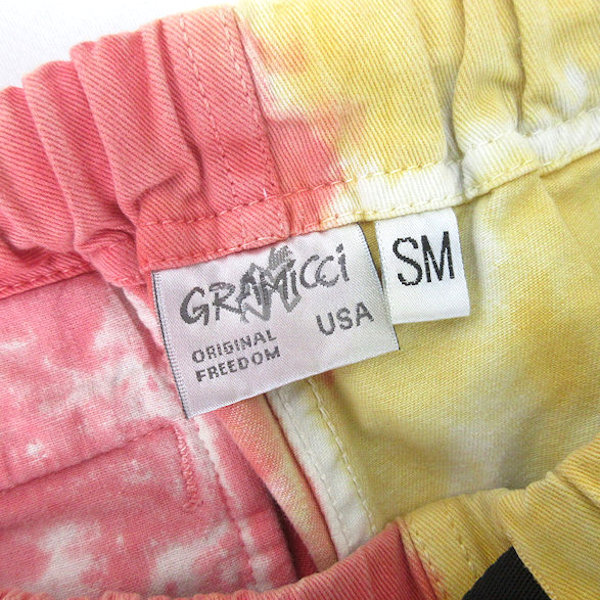 GRAMICCi
ORIGINAL
FREEDOM
USA
SM